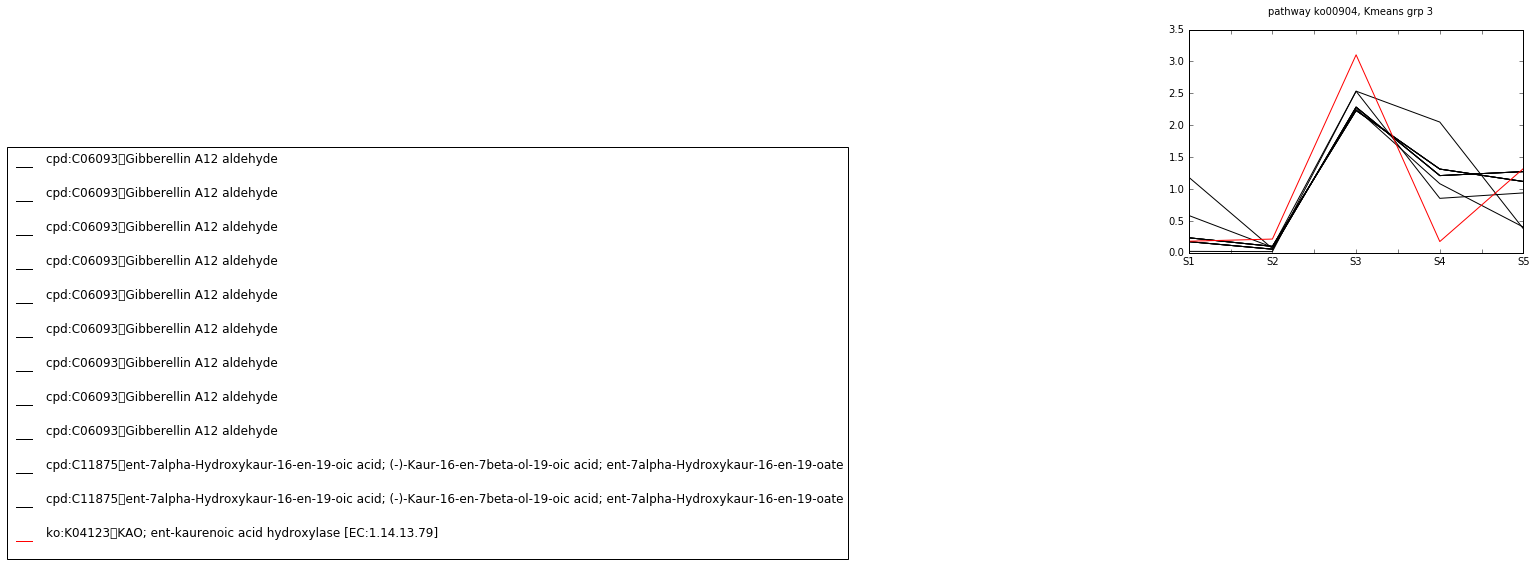 pathway ko00904, Kmeans grp 3
3.5
3.0
2.5
2.0
1.5
1.0
0.5
0.0
S1 S2 S3 S4 S5
cpd:C06093▯Gibberellin A12 aldehyde
cpd:C06093▯Gibberellin A12 aldehyde
cpd:C06093▯Gibberellin A12 aldehyde
cpd:C06093▯Gibberellin A12 aldehyde
cpd:C06093▯Gibberellin A12 aldehyde
cpd:C06093▯Gibberellin A12 aldehyde
cpd:C06093▯Gibberellin A12 aldehyde
cpd:C06093▯Gibberellin A12 aldehyde
cpd:C06093▯Gibberellin A12 aldehyde
cpd:C11875▯ent-7alpha-Hydroxykaur-16-en-19-oic acid; (-)-Kaur-16-en-7beta-ol-19-oic acid; ent-7alpha-Hydroxykaur-16-en-19-oate
cpd:C11875▯ent-7alpha-Hydroxykaur-16-en-19-oic acid; (-)-Kaur-16-en-7beta-ol-19-oic acid; ent-7alpha-Hydroxykaur-16-en-19-oate
ko:K04123▯KAO; ent-kaurenoic acid hydroxylase [EC:1.14.13.79]